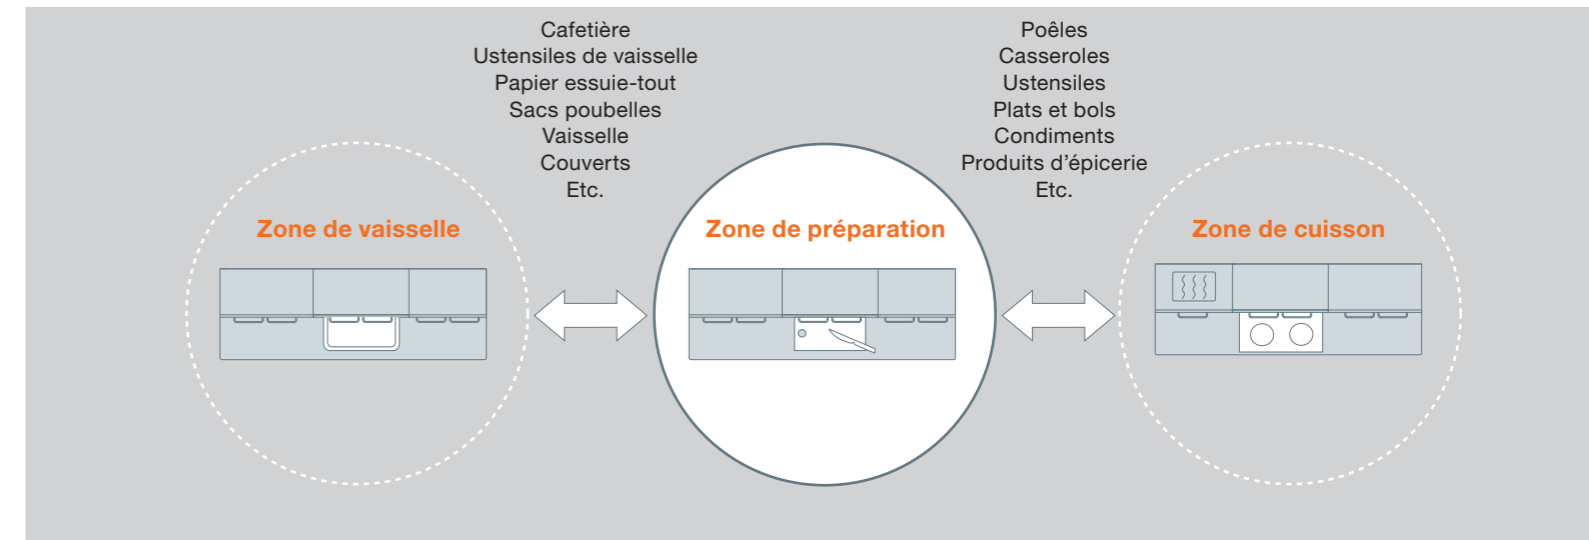 Cafetière
Ustensiles de vaisselle
Papier essuie-tout
Sacs poubelles
Vaisselle
Couverts
Etc.
Poêles
Casseroles
Ustensiles
Plats et bols
Condiments
Produits d’épicerie
Etc.
Zone de vaisselle
Zone de préparation
Zone de cuisson